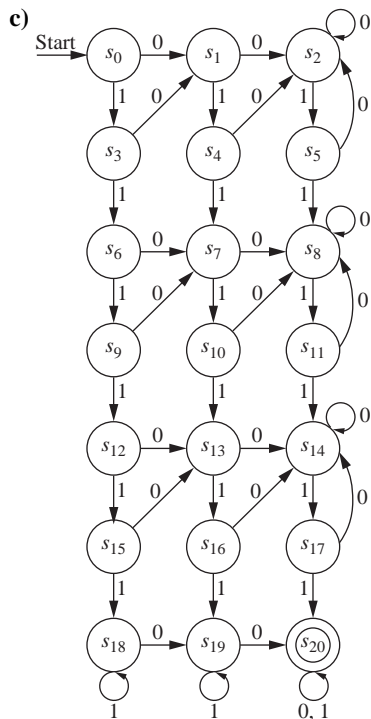 c)
Start s₀ 0 s₁ 0 s₂ 0
1 0 1 0 1 0
s₃ s₄ s₅
1 1 1 0
s₆ 0 s₇ 0 s₈
1 0 1 0 1 0
s₉ s₁₀ s₁₁
1 1 1 0
s₁₂ 0 s₁₃ 0 s₁₄
1 0 1 0 1 0
s₁₅ s₁₆ s₁₇
1 1 1
s₁₈ 0 s₁₉ 0 s₂₀
1 1 0, 1